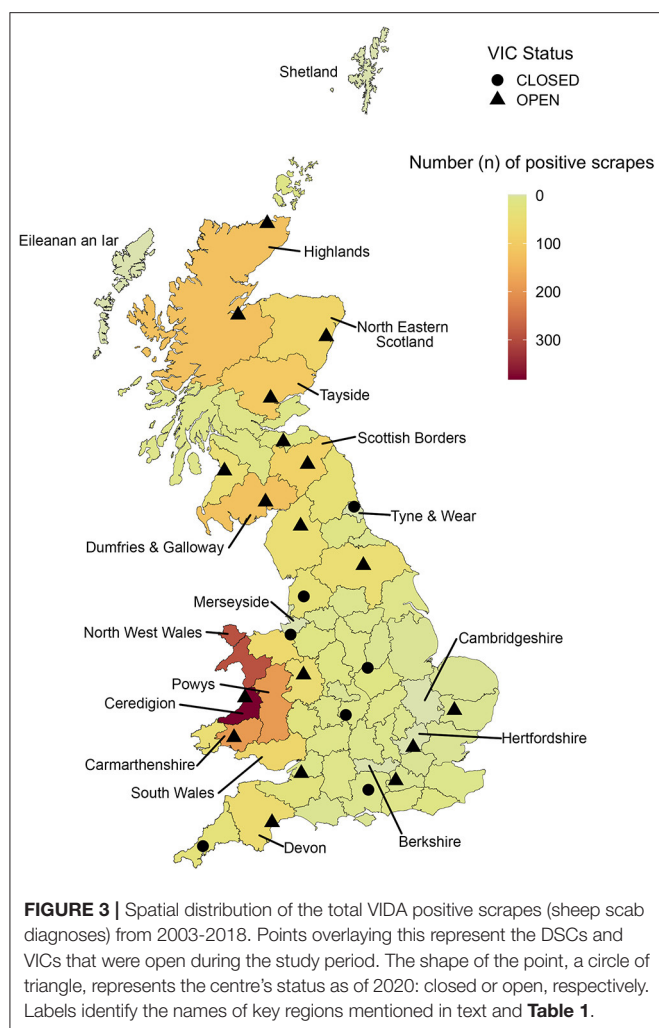 Shetland
VIC Status
CLOSED
OPEN
Number (n) of positive scrapes
0
100
200
300
Eileanan an Iar
Highlands
North Eastern
Scotland
Tayside
Scottish Borders
Tyne & Wear
Dumfries & Galloway
Merseyside
North West Wales
Cambridgeshire
Powys
Ceredigion
Hertfordshire
Carmarthenshire
South Wales
Berkshire
Devon
FIGURE 3 | Spatial distribution of the total VIDA positive scrapes (sheep scab
diagnoses) from 2003-2018. Points overlaying this represent the DSCs and
VICs that were open during the study period. The shape of the point, a circle of
triangle, represents the centre's status as of 2020: closed or open, respectively.
Labels identify the names of key regions mentioned in text and Table 1.